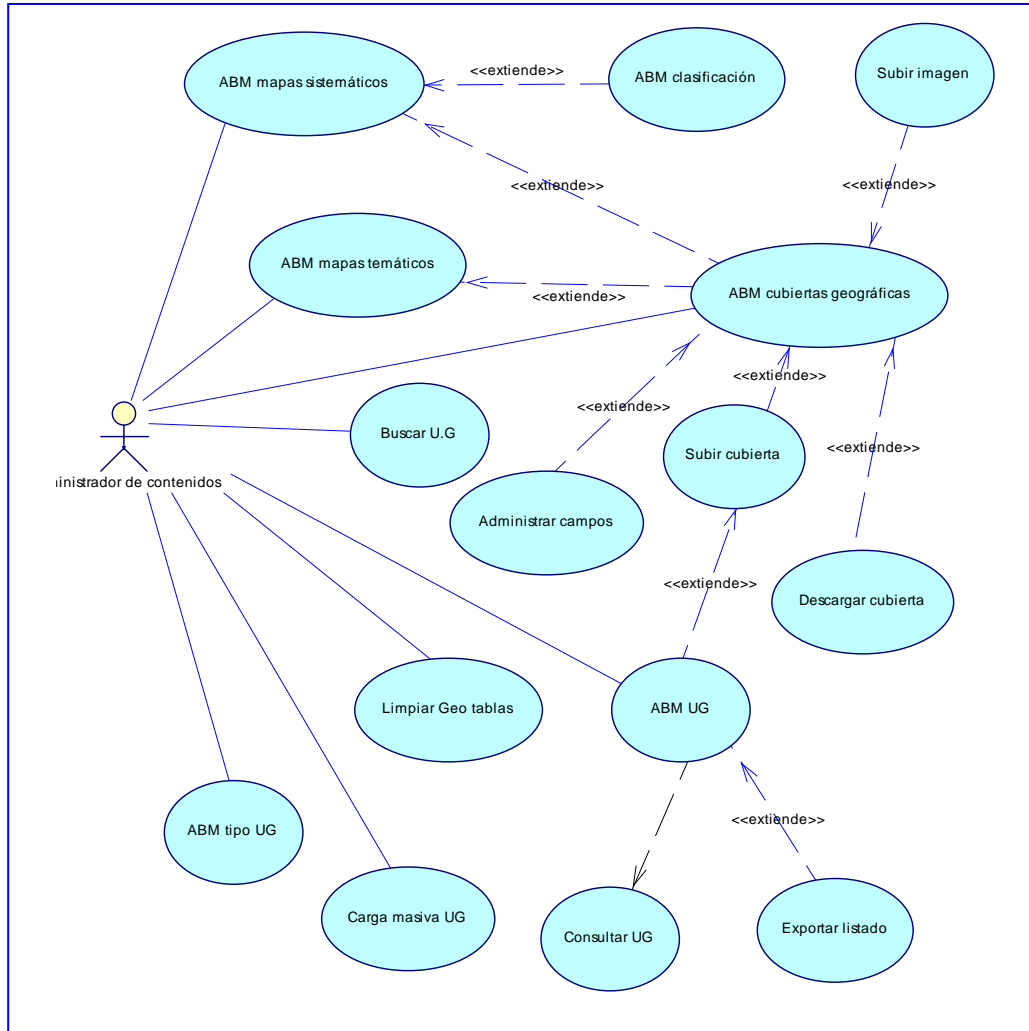 ABM mapas sistemáticos
<<extiende>>
ABM clasificación
Subir imagen
<<extiende>>
<<extiende>>
ABM mapas temáticos
<<extiende>>
ABM cubiertas geográficas
<<extiende>>
<<extiende>>
Buscar U.G
Subir cubierta
<<extiende>>
inistrador de contenidos
Administrar campos
<<extiende>>
Descargar cubierta
Limpiar Geo tablas
ABM UG
<<extiende>>
ABM tipo UG
Carga masiva UG
Consultar UG
Exportar listado